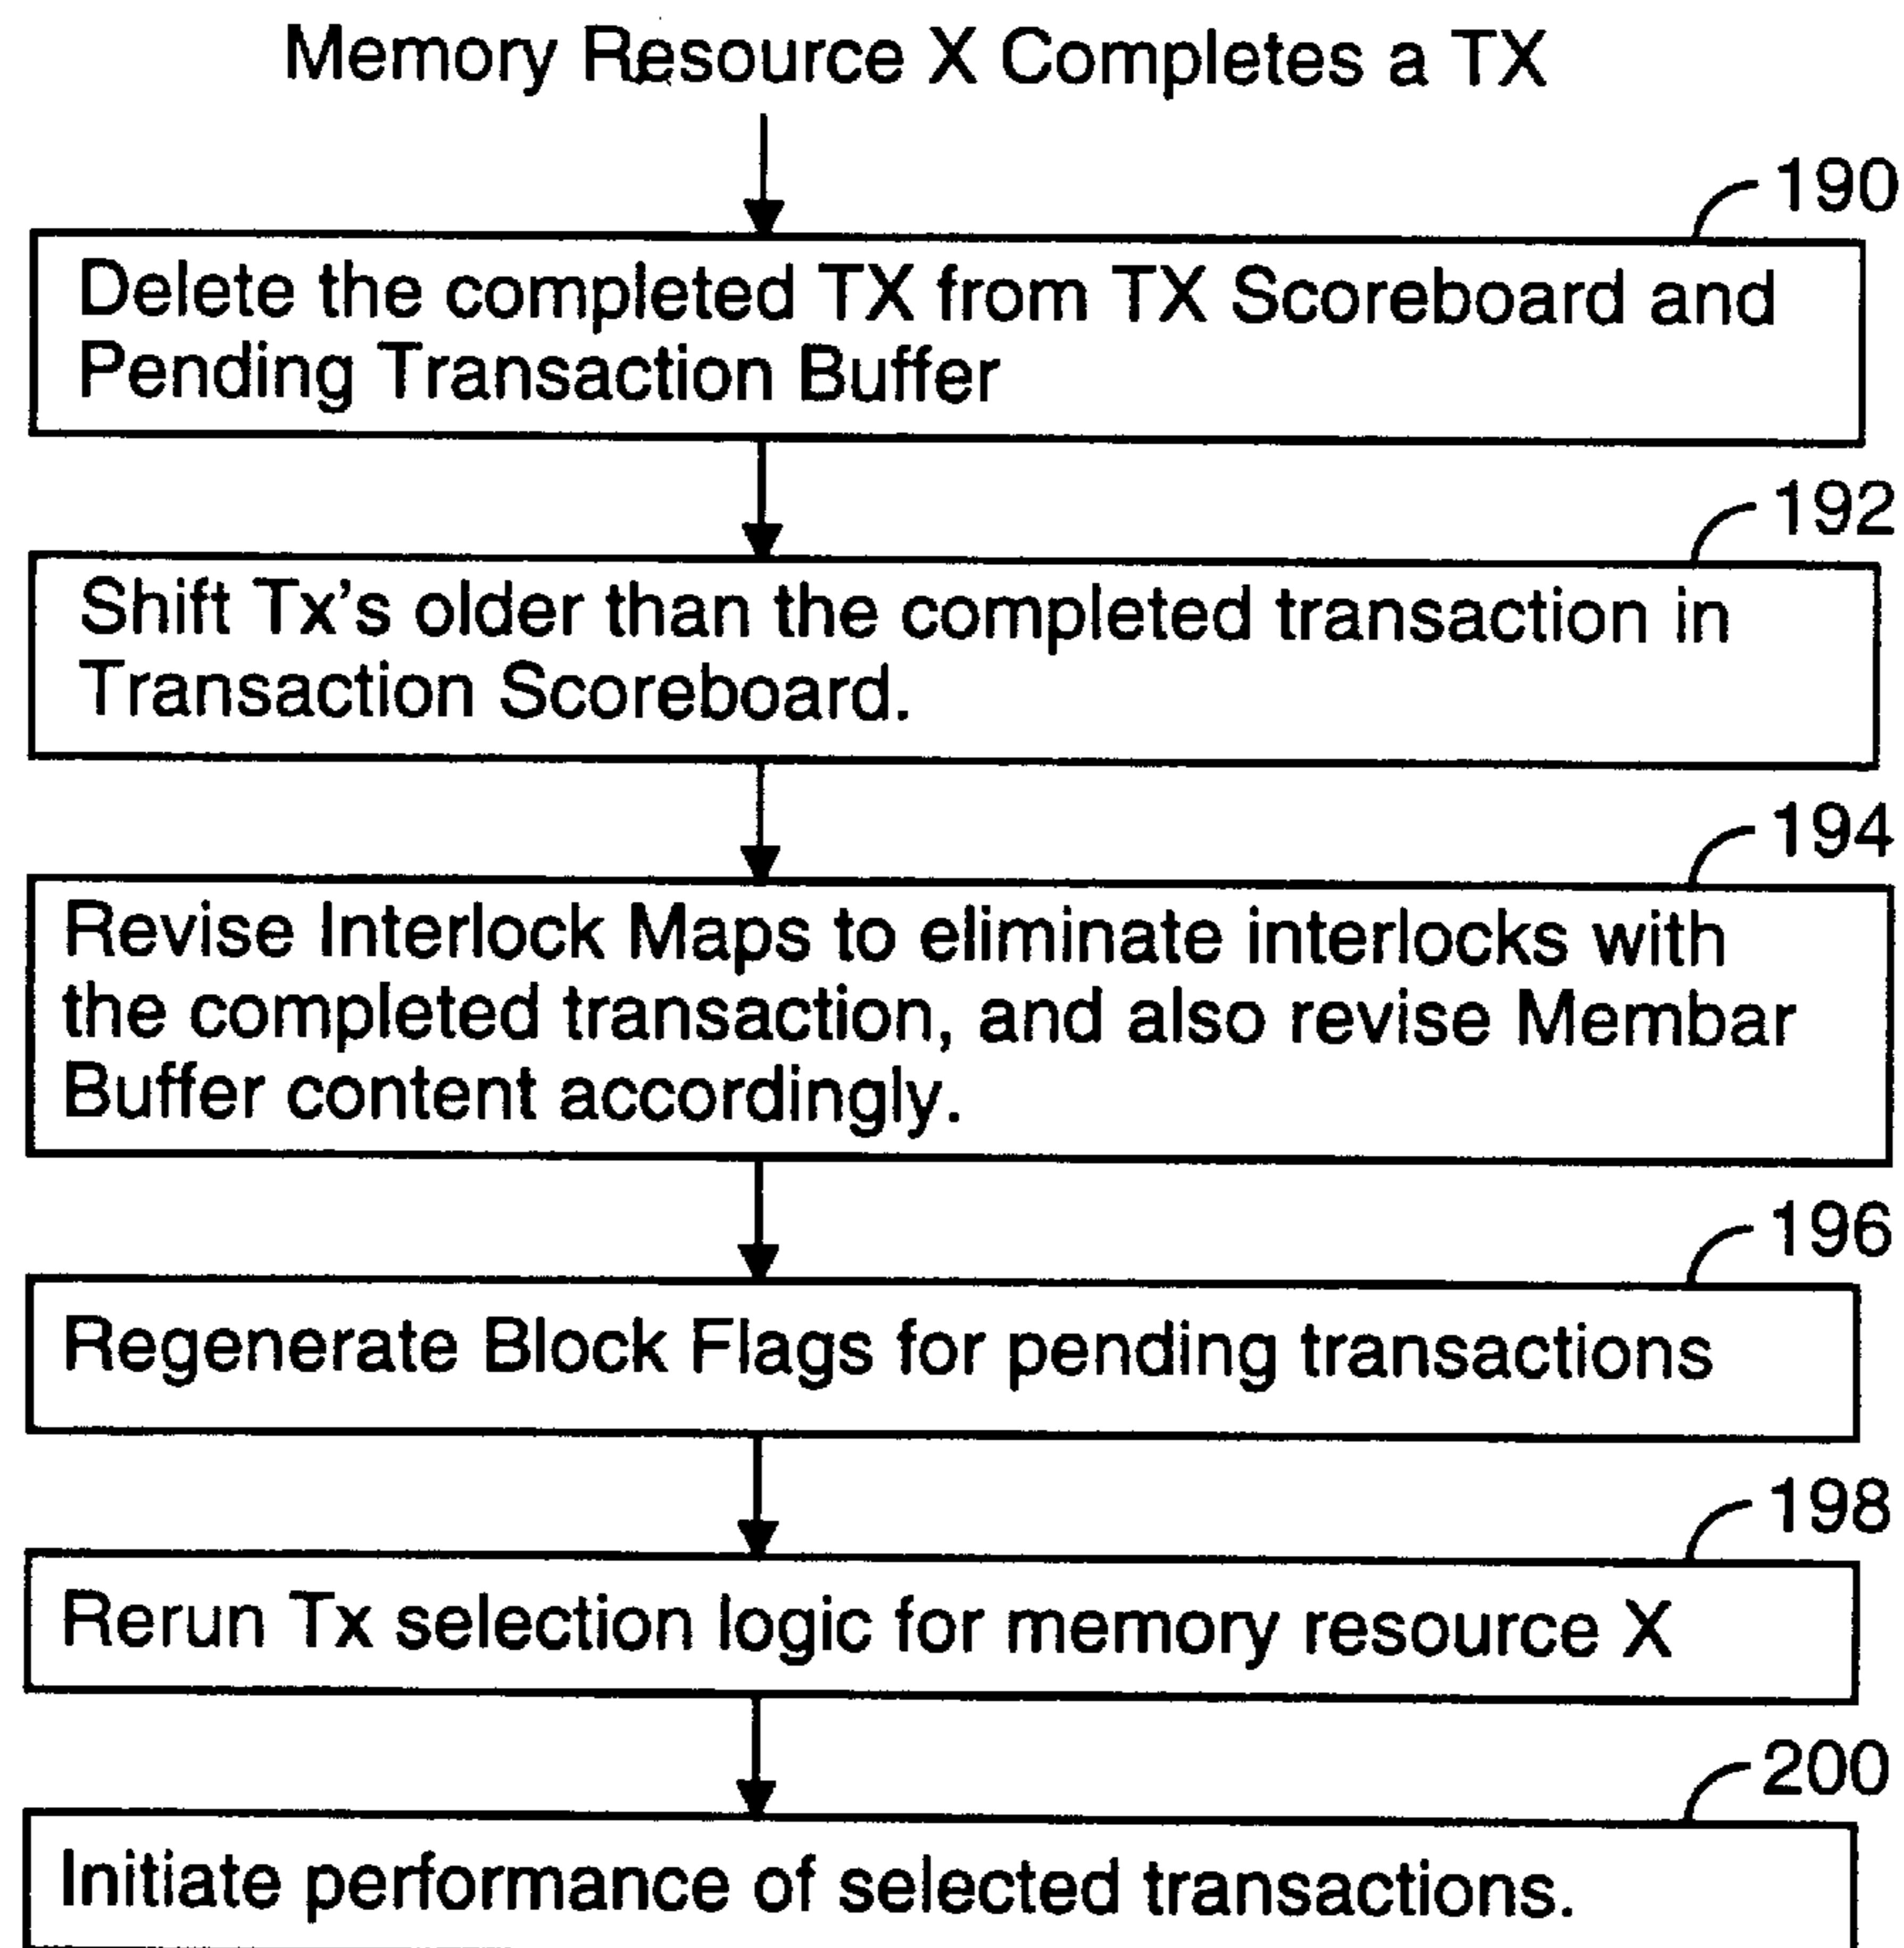 Memory Resource X Completes a TX
190
Delete the completed TX from TX Scoreboard and
Pending Transaction Buffer
192
Shift Tx's older than the completed transaction in
Transaction Scoreboard.
194
Revise Interlock Maps to eliminate interlocks with
the completed transaction, and also revise Membar
Buffer content accordingly.
196
Regenerate Block Flags for pending transactions
198
Rerun Tx selection logic for memory resource X
200
Initiate performance of selected transactions.